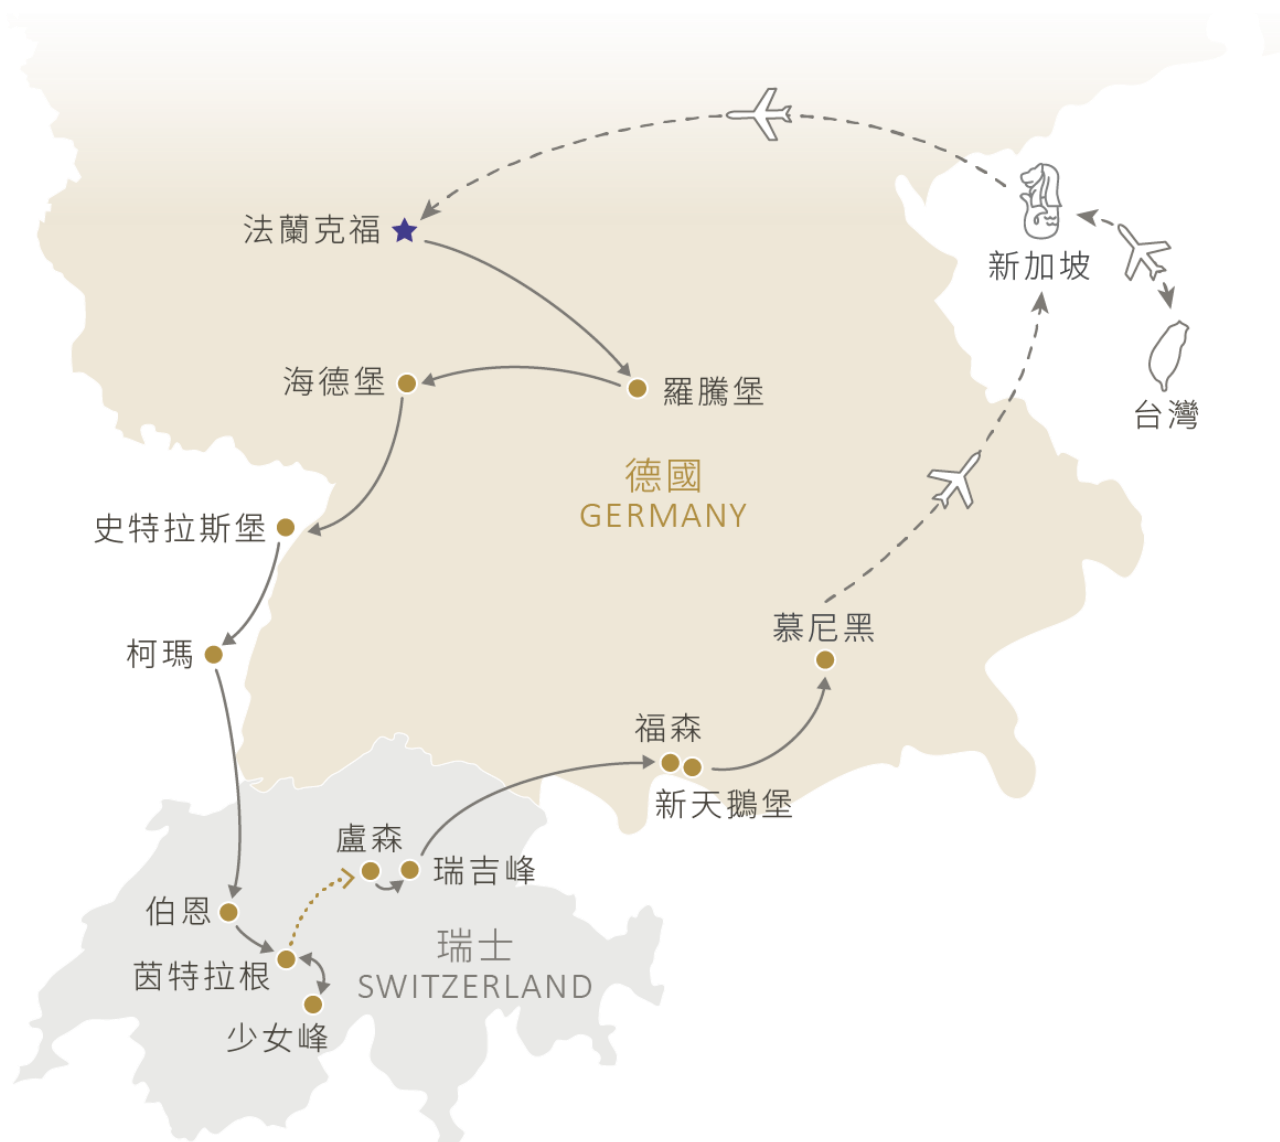 法蘭克福
新加坡
海德堡
羅騰堡
台灣
德國
GERMANY
史特拉斯堡
慕尼黑
柯瑪
福森
新天鵝堡
盧森
瑞吉峰
伯恩
瑞士
SWITZERLAND
茵特拉根
少女峰